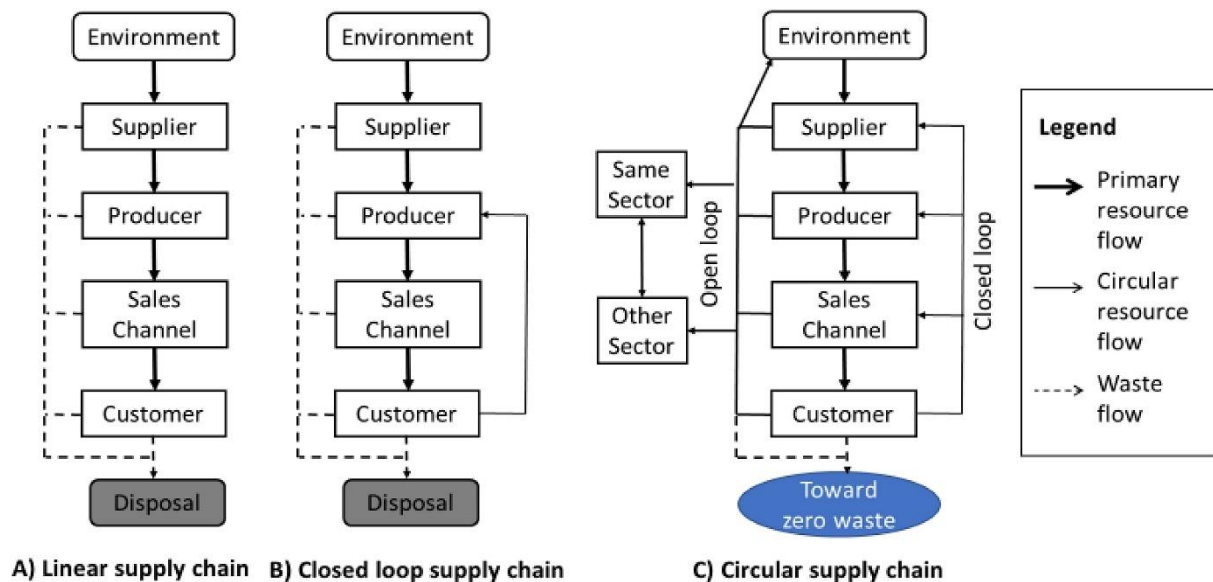 Environment
Supplier
Producer
Sales
Channel
Customer
Disposal
A) Linear supply chain
Environment
Supplier
Producer
Sales
Channel
Customer
Disposal
B) Closed loop supply chain
Environment
Supplier
Producer
Sales
Channel
Customer
Same
Sector
Other
Sector
Open loop
Closed loop
Toward
zero waste
C) Circular supply chain
Legend
Primary
resource
flow
Circular
resource
flow
Waste
flow